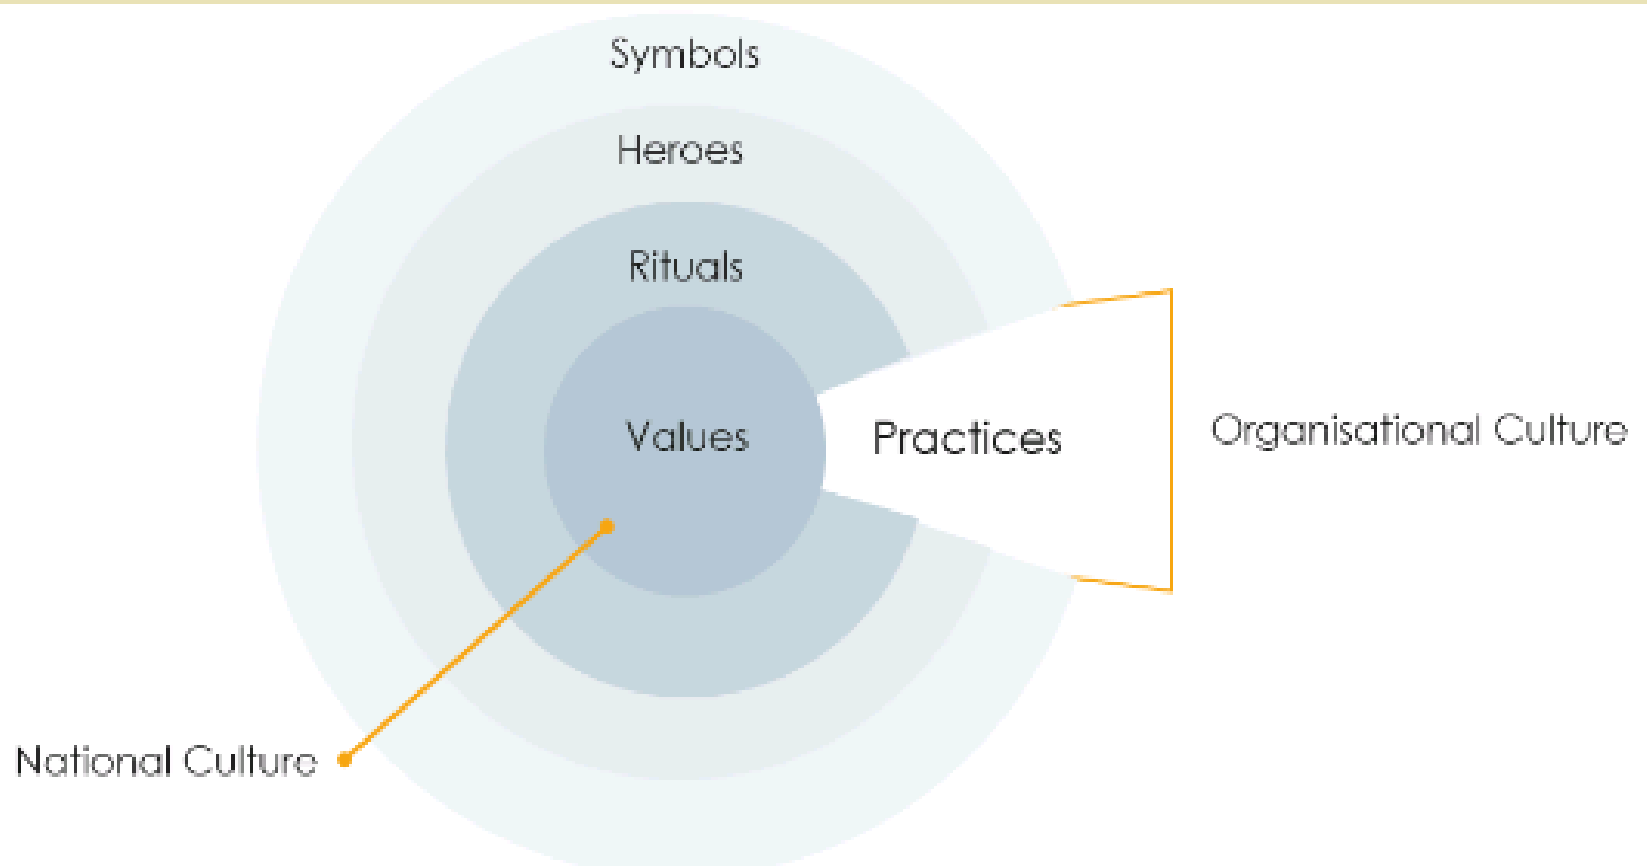 Symbols
Heroes
Rituals
Values
Practices
Organisational Culture
National Culture